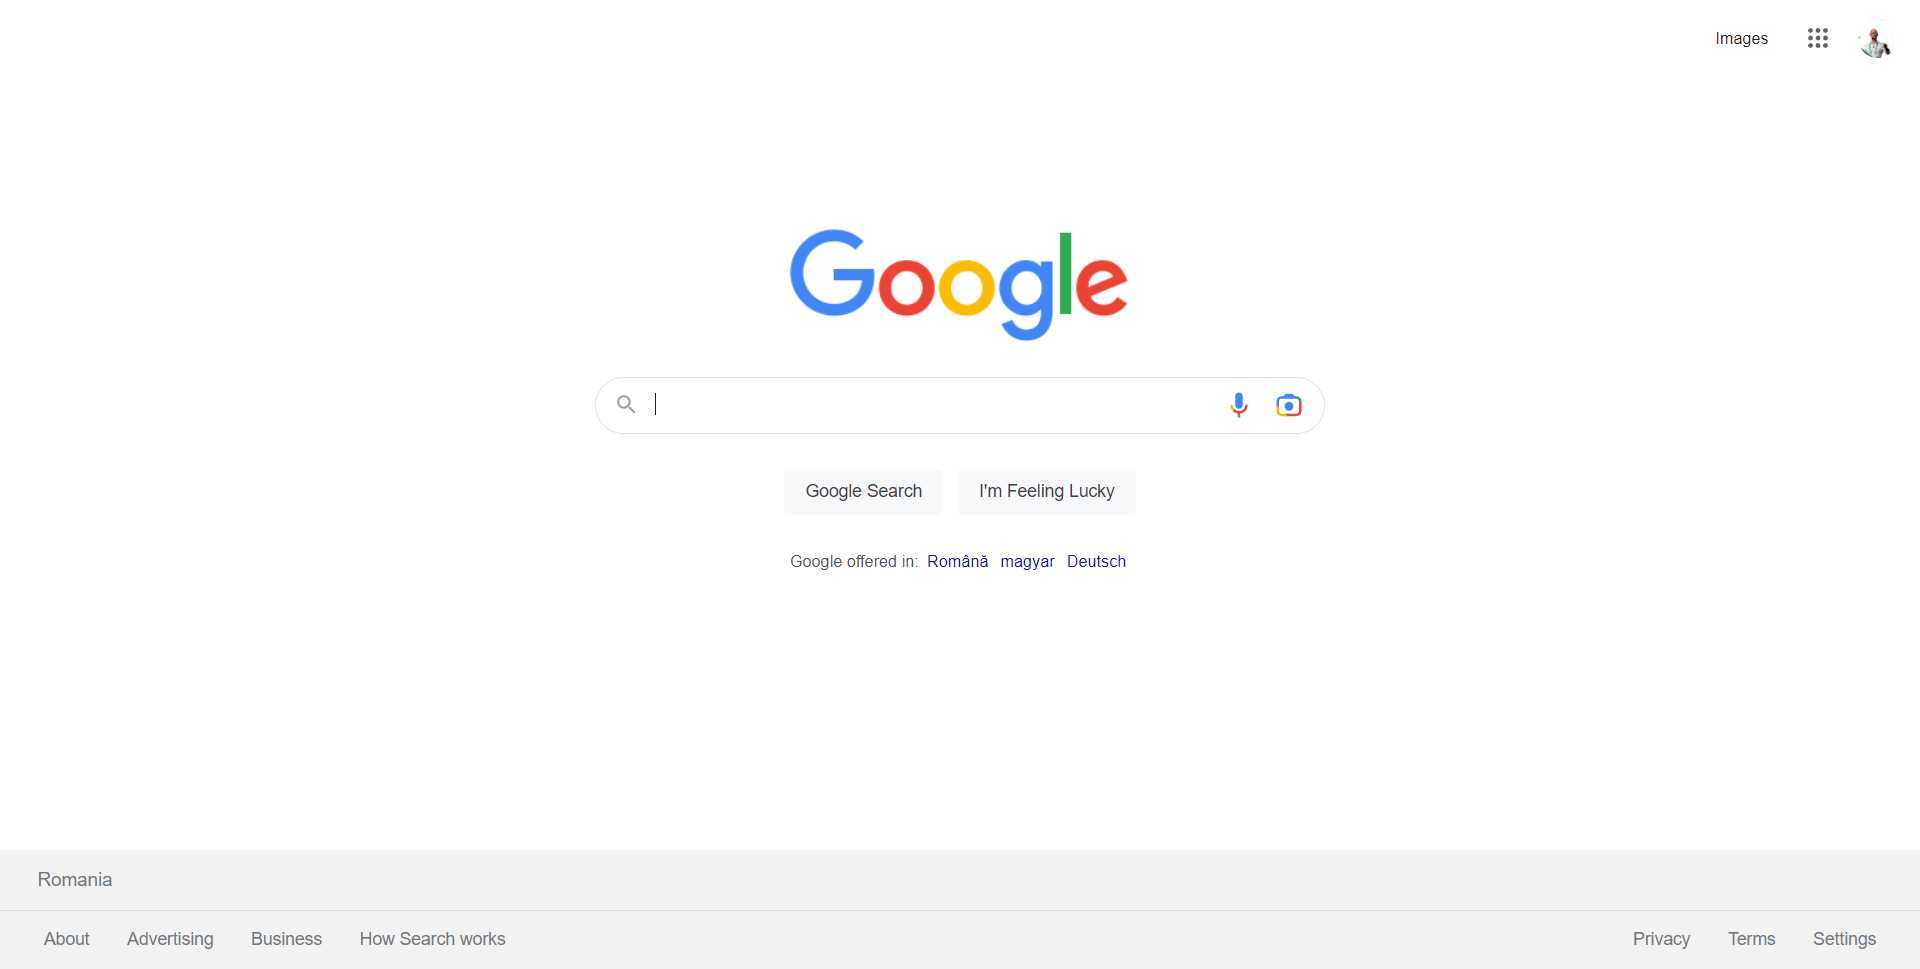 Images
Google
Google Search I'm Feeling Lucky
Google offered in: Română magyar Deutsch
Romania
About Advertising Business How Search works Privacy Terms Settings